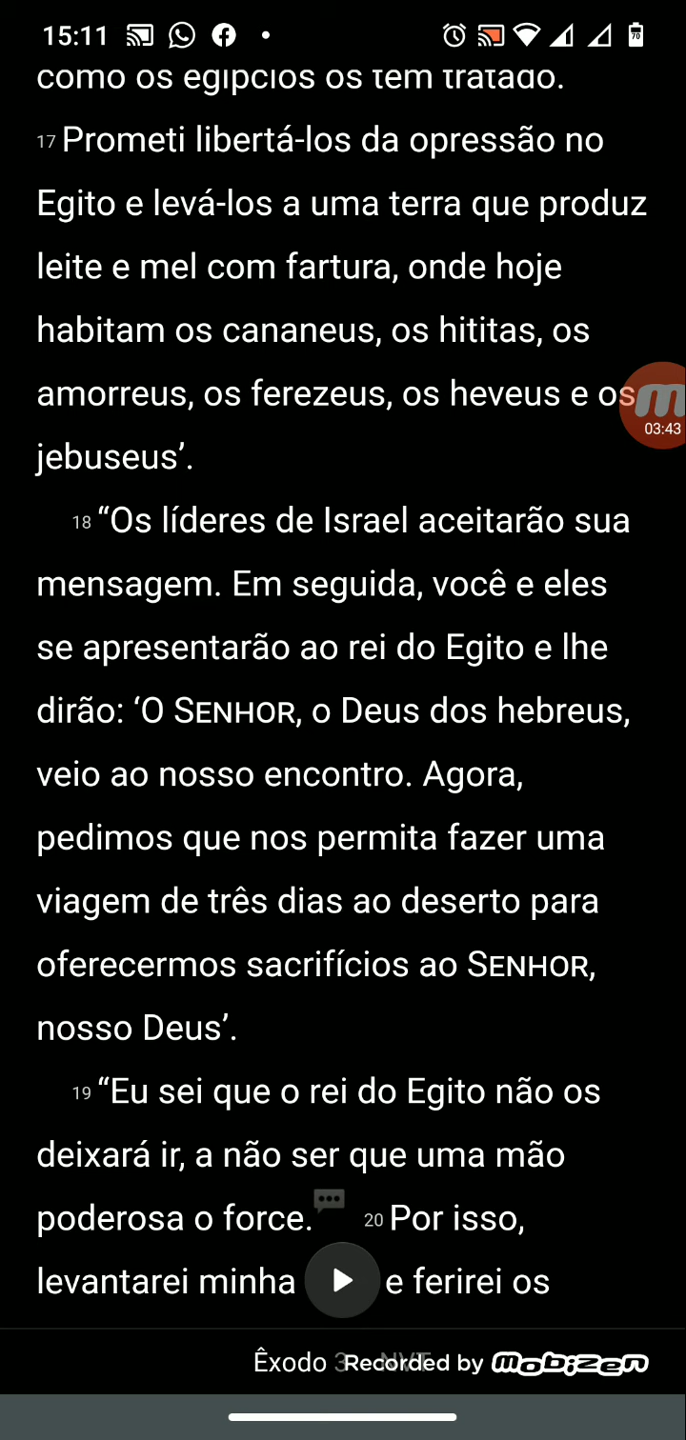 15:11
70
como os egípcios os têm tratado.
17 Prometi libertá-los da opressão no
Egito e levá-los a uma terra que produz
leite e mel com fartura, onde hoje
habitam os cananeus, os hititas, os
amorreus, os ferezeus, os heveus e os
03:43
jebuseus’.
18 “Os líderes de Israel aceitarão sua
mensagem. Em seguida, você e eles
se apresentarão ao rei do Egito e lhe
dirão: ‘O SENHOR, o Deus dos hebreus,
veio ao nosso encontro. Agora,
pedimos que nos permita fazer uma
viagem de três dias ao deserto para
oferecermos sacrifícios ao SENHOR,
nosso Deus’.
19 “Eu sei que o rei do Egito não os
deixará ir, a não ser que uma mão
poderosa o force. 20 Por isso,
levantarei minha e ferirei os
Êxodo 3 NVT
Recorded by mobizen